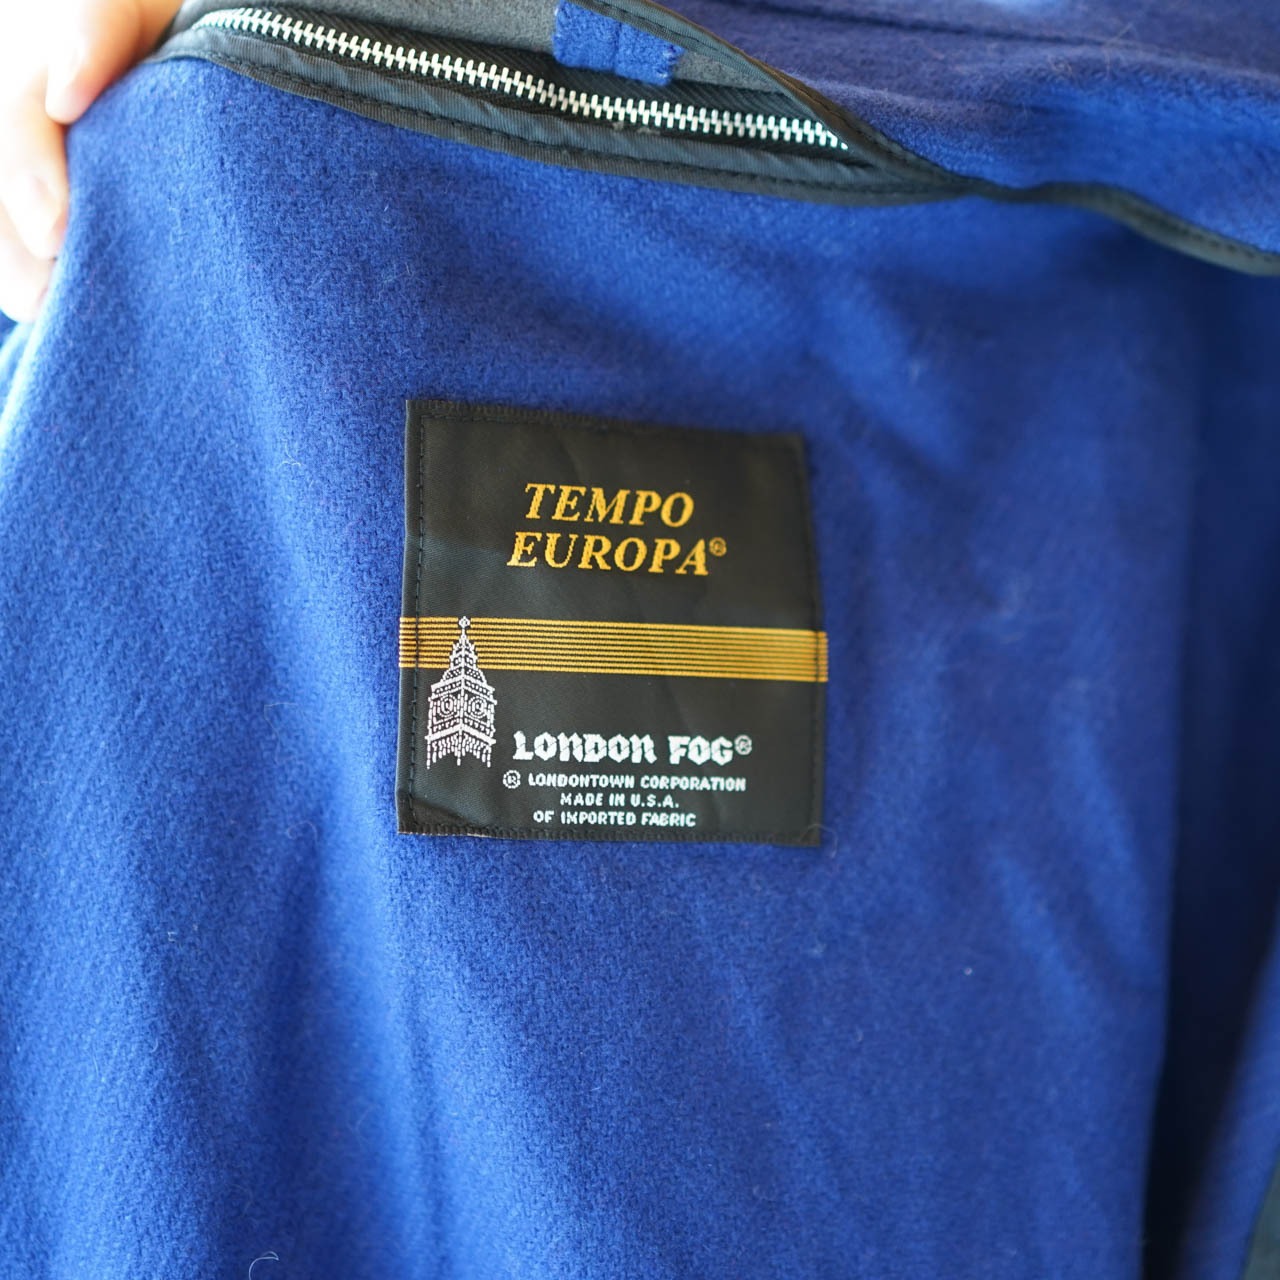 TEMPO
EUROPA®
LONDON FOG®
® LONDONTOWN CORPORATION
MADE IN U.S.A.
OF IMPORTED FABRIC